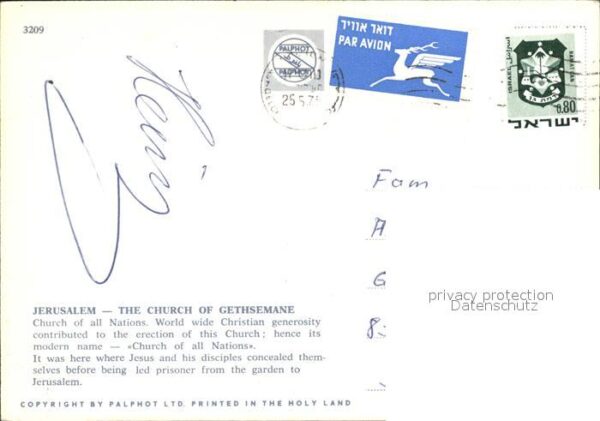 3209
PALPHOT
PALPHOT
דואר אוויר
PAR AVION
ISRAEL
0.80
ישראל
25.5.7
Fam
A
G
8
privacy protection
Datenschutz
JERUSALEM — THE CHURCH OF GETHSEMANE
Church of all Nations. World wide Christian generosity
contributed to the erection of this Church; hence its
modern name — «Church of all Nations».
It was here where Jesus and his disciples concealed them-
selves before being led prisoner from the garden to
Jerusalem.
COPYRIGHT BY PALPHOT LTD. PRINTED IN THE HOLY LAND